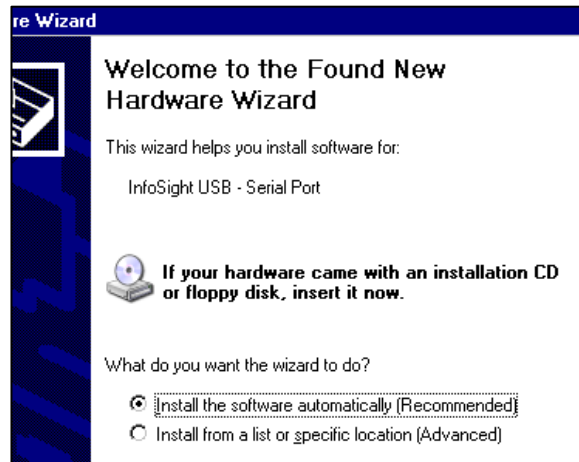 re Wizard
Welcome to the Found New
Hardware Wizard
This wizard helps you install software for:
InfoSight USB - Serial Port
If your hardware came with an installation CD
or floppy disk, insert it now.
What do you want the wizard to do?
Install the software automatically (Recommended)
Install from a list or specific location (Advanced)